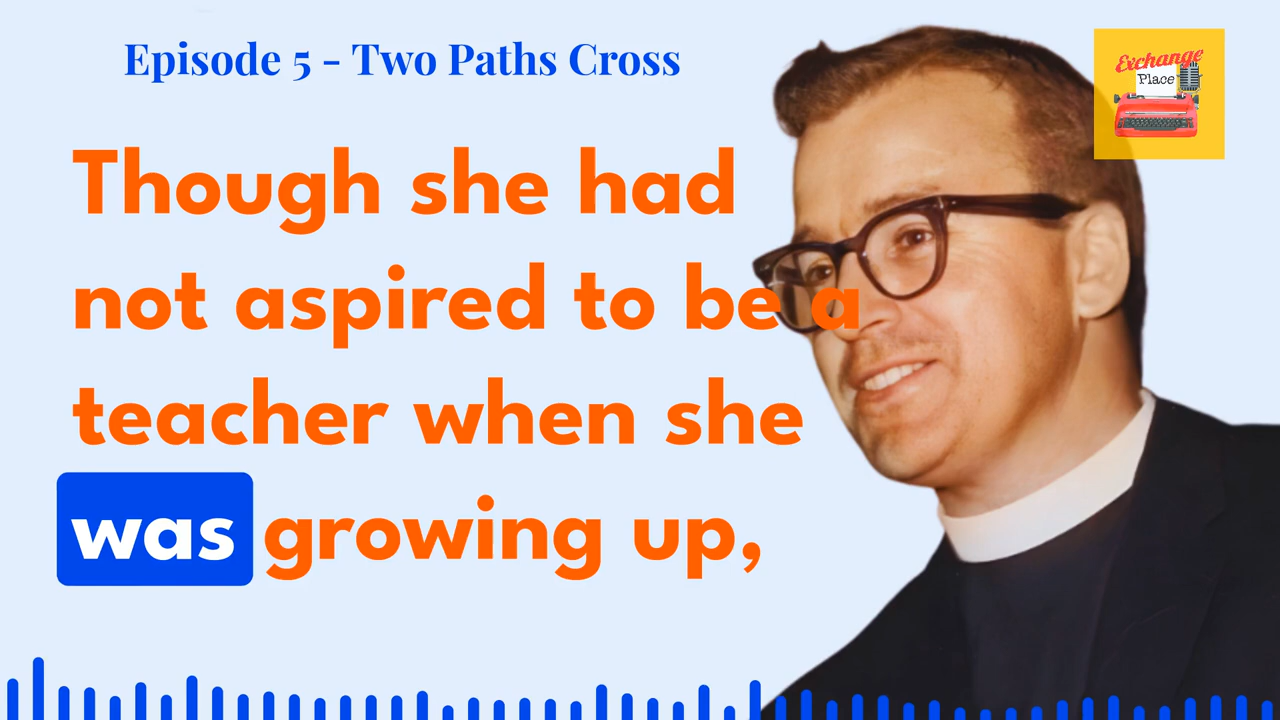 Episode 5 - Two Paths Cross
Exchange
Place
Though she had
not aspired to be a
teacher when she
was growing up,